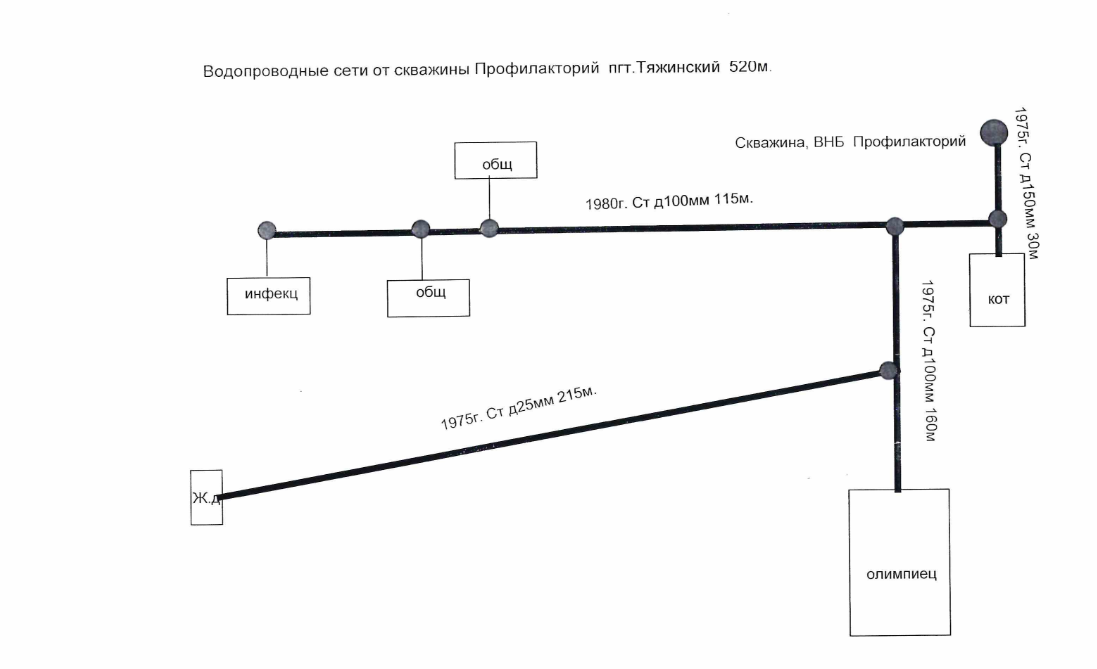 Водопроводные сети от скважины Профилакторий пгт.Тяжинский 520м.
Скважина, ВНБ Профилакторий
1975г. Ст д150мм 30м
общ
1980г. Ст д100мм 115м.
инфекц
общ
кот
1975г. Ст д100мм 160м
1975г. Ст д25мм 215м.
Ж.д
олимпиец